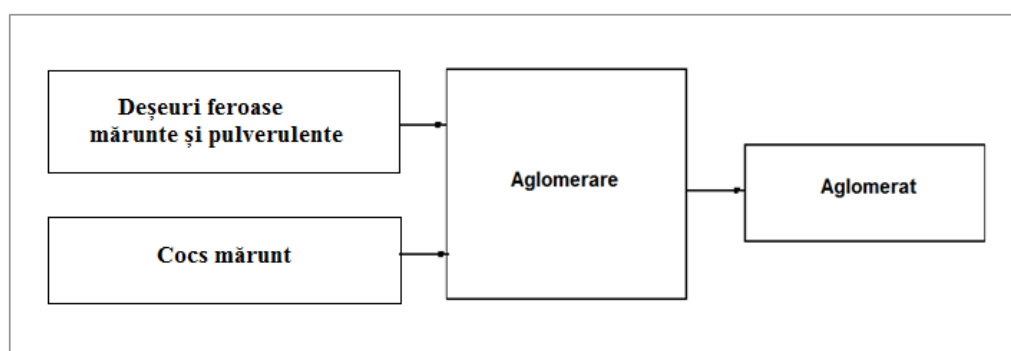 Deșeuri feroase
mărunte și pulverulente
Cocs mărunt
Aglomerare
Aglomerat